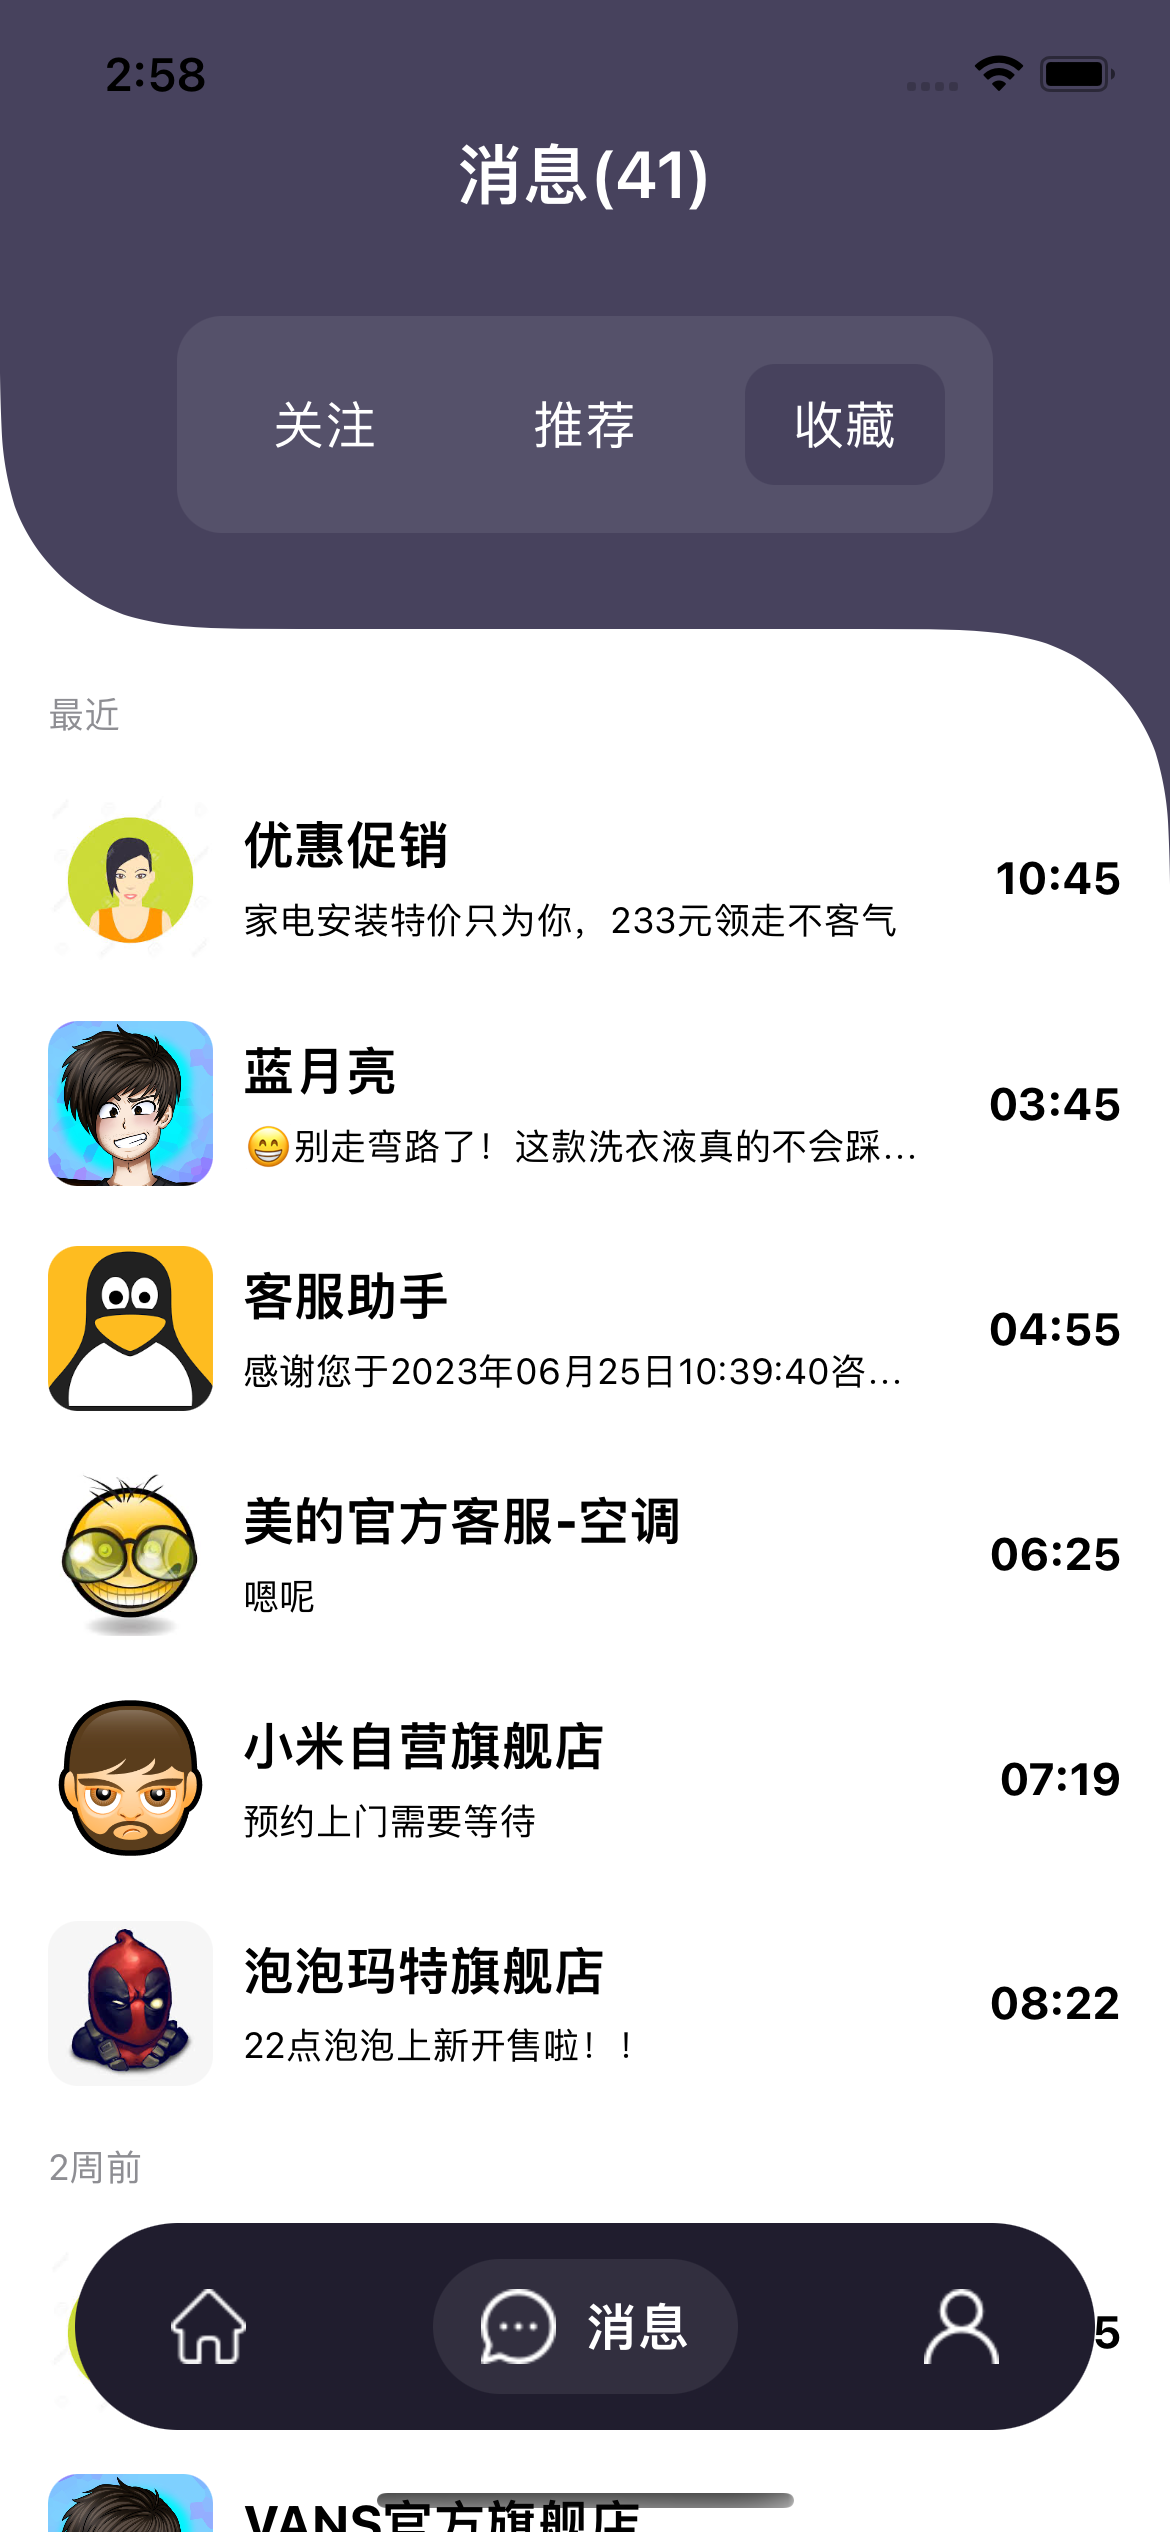 2:58
消息(41)
关注 推荐 收藏
最近
优惠促销
家电安装特价只为你，233元领走不客气
10:45
蓝月亮
😁别走弯路了！这款洗衣液真的不会踩...
03:45
客服助手
感谢您于2023年06月25日10:39:40咨...
04:55
美的官方客服-空调
嗯呢
06:25
小米自营旗舰店
预约上门需要等待
07:19
泡泡玛特旗舰店
22点泡泡上新开售啦！！
08:22
2周前
5
消息
VANS官方旗舰店